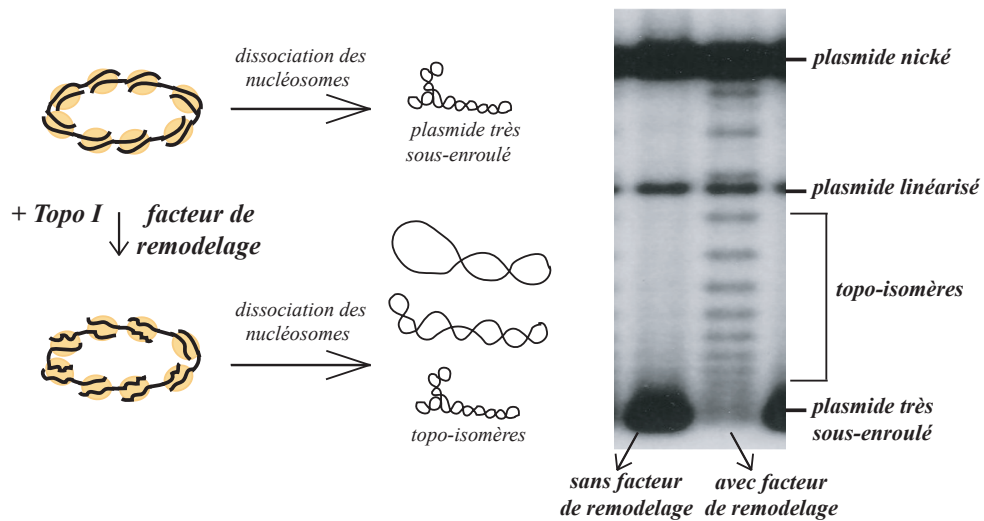 dissociation des
nucléosomes
plasmide très
sous-enroulé
+ Topo I
facteur de
remodelage
dissociation des
nucléosomes
topo-isomères
plasmide nické
plasmide linéarisé
topo-isomères
plasmide très
sous-enroulé
sans facteur
de remodelage
avec facteur
de remodelage